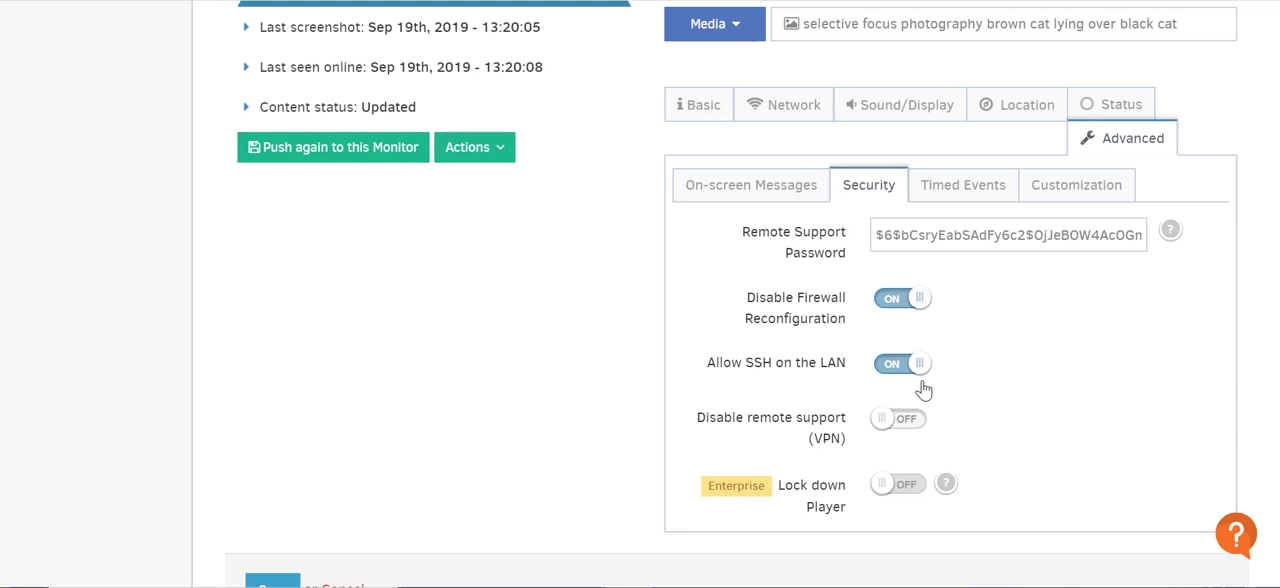 Last screenshot: Sep 19th, 2019 - 13:20:05
Last seen online: Sep 19th, 2019 - 13:20:08
Content status: Updated
Push again to this Monitor
Actions
Media
selective focus photography brown cat lying over black cat
Basic
Network
Sound/Display
Location
Status
Advanced
On-screen Messages
Security
Timed Events
Customization
Remote Support
Password
$6$bCsryEabSAdFy6c2$OjJeBOW4AcOGn
?
Disable Firewall
Reconfiguration
ON
Allow SSH on the LAN
ON
Disable remote support
(VPN)
OFF
Enterprise Lock down
Player
OFF
?
?
or Cancel